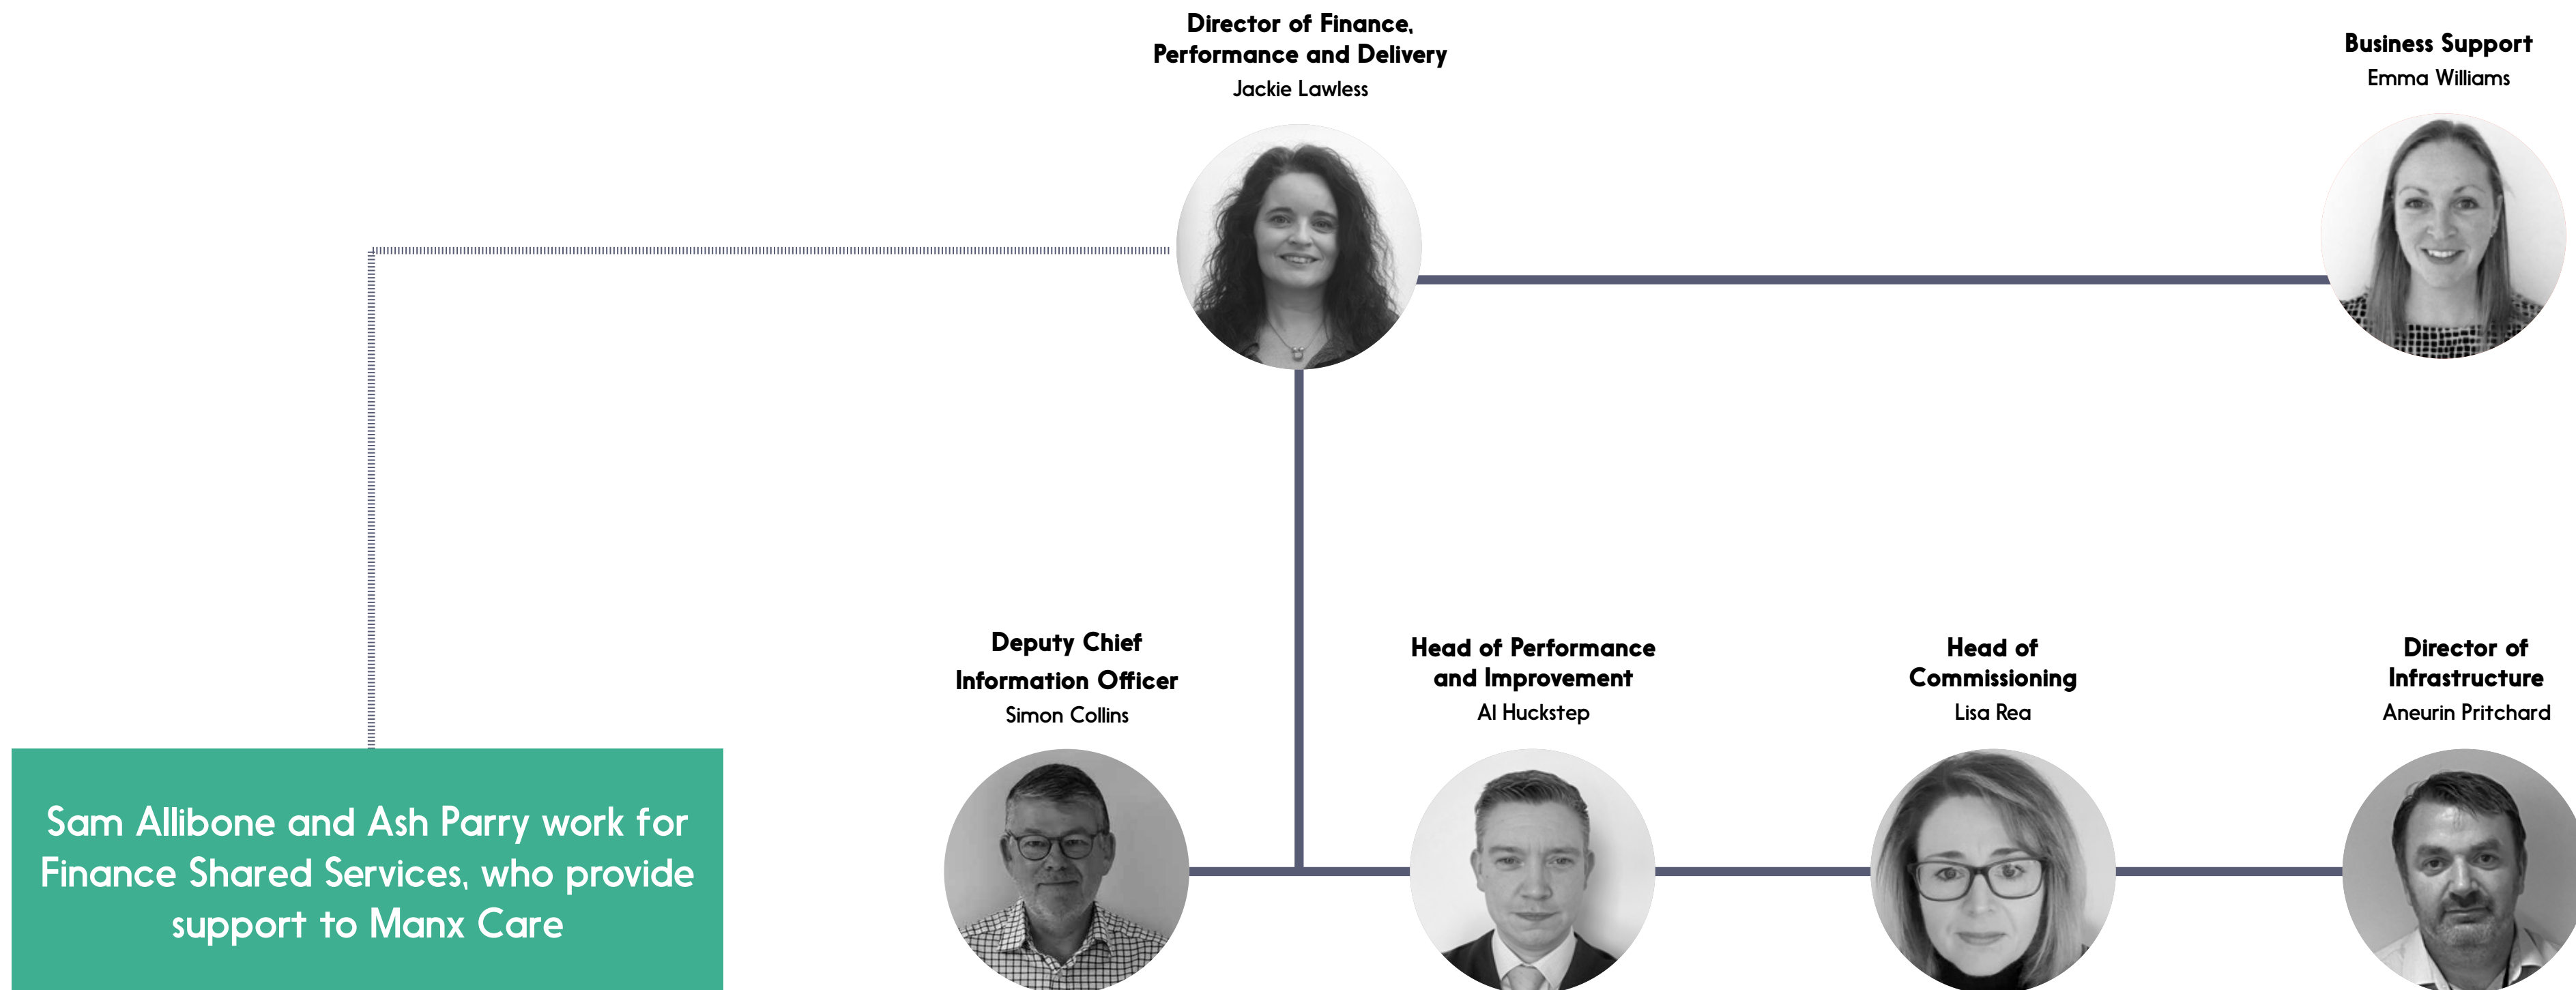 Director of Finance,
Performance and Delivery
Jackie Lawless
Business Support
Emma Williams
Deputy Chief
Information Officer
Simon Collins
Head of Performance
and Improvement
Al Huckstep
Head of
Commissioning
Lisa Rea
Director of
Infrastructure
Aneurin Pritchard
Sam Allibone and Ash Parry work for
Finance Shared Services, who provide
support to Manx Care